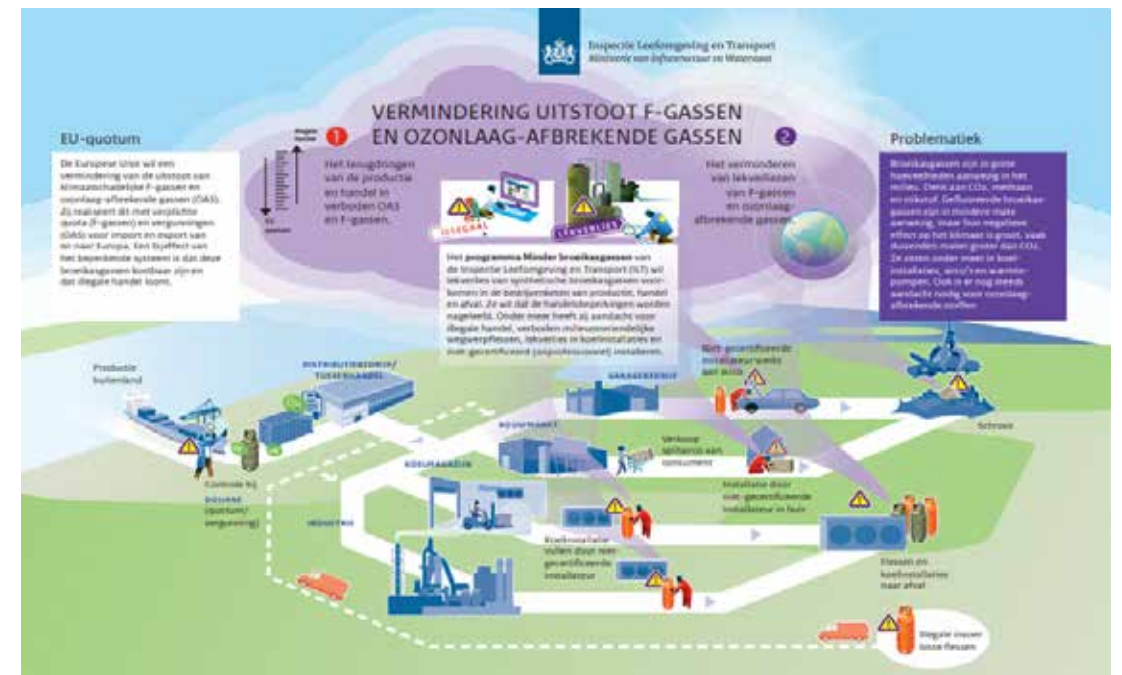 Inspectie Leefomgeving en Transport
Ministerie van Infrastructuur en Waterstaat
VERMINDERING UITSTOOT F-GASSEN
EN OZONLAAG-AFBREKENDE GASSEN
EU-quotum
De Europese Unie wil een
vermindering van de uitstoot van
klimaatschadelijke F-gassen en
ozonlaag-afbrekende gassen (OAS).
Zij realiseert dit met verplichte
quota (F-gassen) en vergunningen
(OAS) voor import en export van
en naar Europa. Een bijeffect van
het beperkende systeem is dat deze
broeikasgassen kostbaar zijn en
dat illegale handel loont.
1
Het terugdringen
van de productie
en handel in
verboden OAS
en F-gassen.
ILLEGAAL
LEKVERLIES
2
Het verminderen
van lekverliezen
van F-gassen
en ozonlaag-
afbrekende gassen
Het programma Minder broeikasgassen van
de Inspectie Leefomgeving en Transport (ILT) wil
lekverlies van synthetische broeikasgassen voor-
komen in de bedrijfsketen van productie, handel
en afval. Ze wil dat de handelsbeperkingen worden
nageleefd. Onder meer heeft zij aandacht voor
illegale handel, verboden milieuonvriendelijke
wegwerpflessen, lekverlies in koelinstallaties en
niet-gecertificeerd (onprofessioneel) installeren.
Problematiek
Broeikasgassen zijn in grote
hoeveelheden aanwezig in het
milieu. Denk aan CO₂, methaan
en
Gefluoreerde broeikas-
gassen zijn in mindere mate
aanwezig, maar hun negatieve
effect op het klimaat is groot, vaak
duizenden malen groter dan CO₂.
Ze zitten onder meer in koel-
installaties, airco's en warmte-
pompen. Ook is er nog steeds
aandacht nodig voor ozonlaag-
afbrekende stoffen.
Productie
buitenland
DISTRIBUTIEBEDRIJF/
TUSSENHANDEL
GARAGEBEDRIJF
Niet-gecertificeerde
installateur werkt
aan airco
Schroot
BOUWMARKT
Verkoop
splitairco aan
consument
Installatie door
niet-gecertificeerde
installateur in huis
Controle bij
DOUANE
(quotum/
vergunning)
KOELMAGAZIJN
INDUSTRIE
Koelinstallatie
vullen door niet-
gecertificeerde
installateur
Flessen en
koelinstallaties
naar afval
Illegale invoer
losse flessen